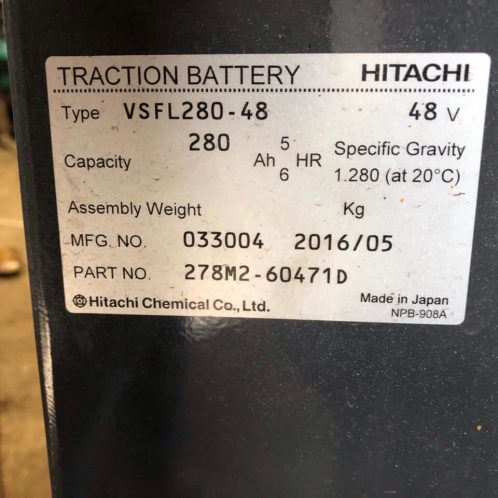 TRACTION BATTERY HITACHI
Type VSFL280-48 48 V
Capacity 280 Ah 5 6 HR Specific Gravity
1.280 (at 20°C)
Assembly Weight Kg
MFG. NO. 033004 2016/05
PART NO. 278M2-60471D
Hitachi Chemical Co., Ltd. Made in Japan
NPB-908A